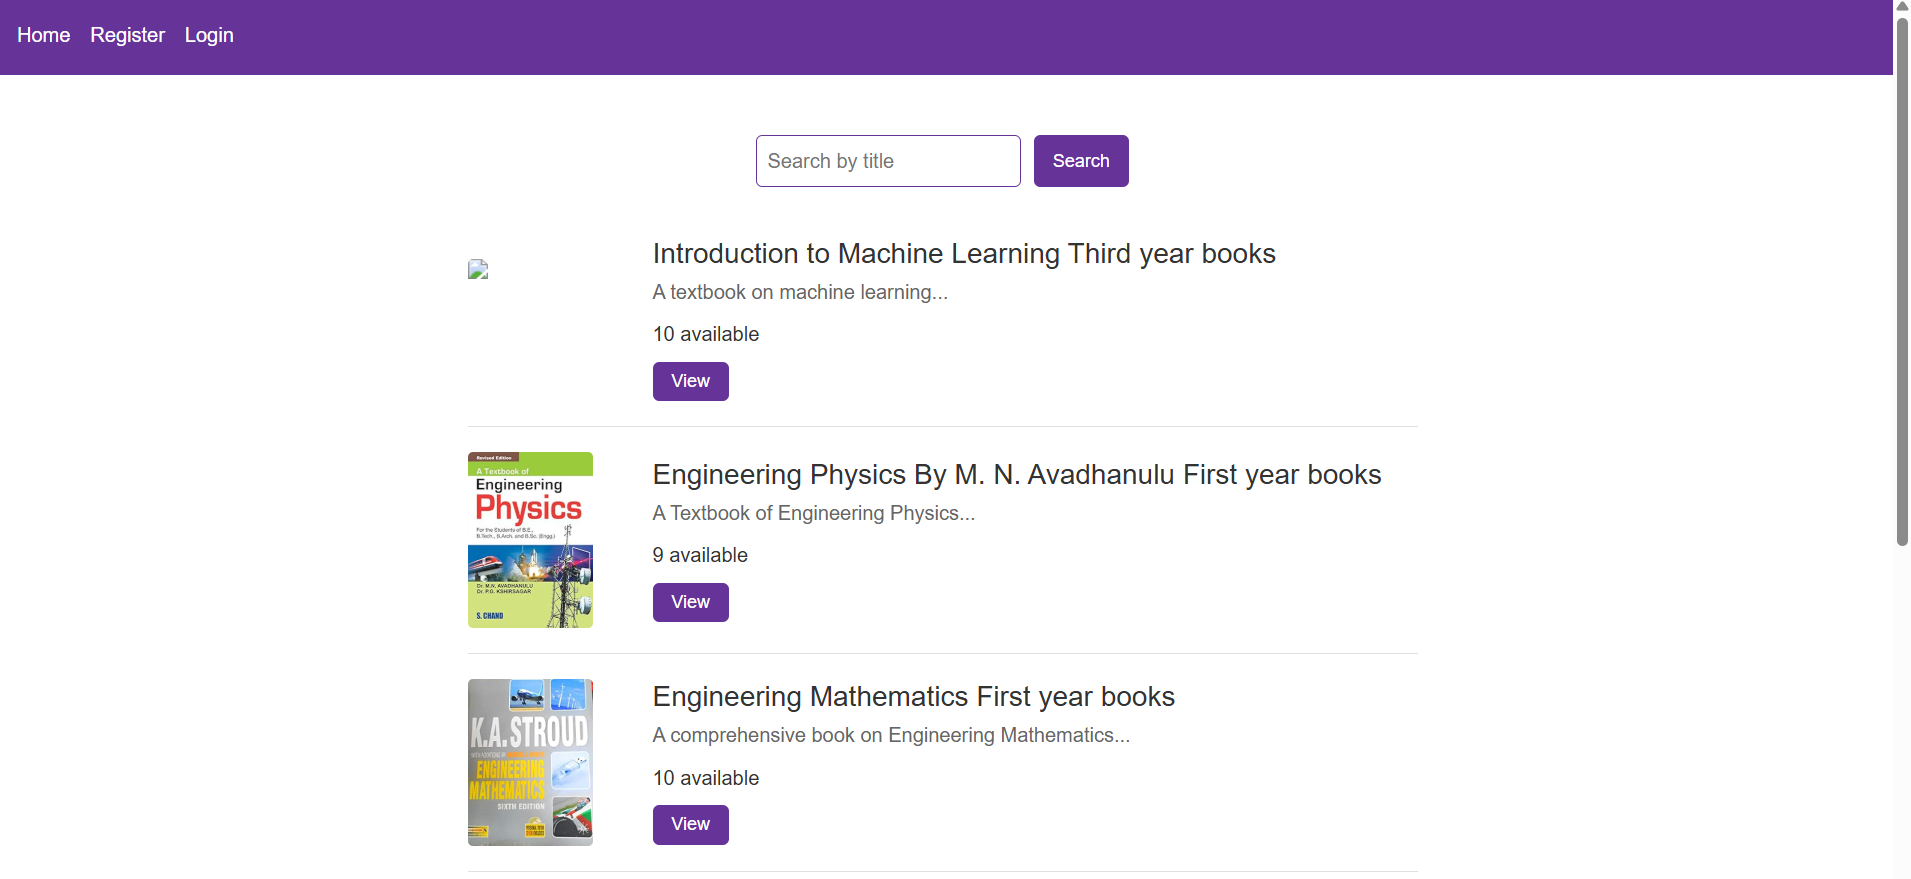 Home Register Login
Search by title Search
Introduction to Machine Learning Third year books
A textbook on machine learning...
10 available
View
Revised Edition
A Textbook of
Engineering
Physics
For the Students of B.E.,
B.Tech., B.Arch. and B.Sc. (Engg.)
Dr. M.N. AVADHANULU
Dr. P.G. KSHIRSAGAR
S. CHAND
Engineering Physics By M. N. Avadhanulu First year books
A Textbook of Engineering Physics...
9 available
View
K.A. STROUD
ENGINEERING
MATHEMATICS
SIXTH EDITION
Engineering Mathematics First year books
A comprehensive book on Engineering Mathematics...
10 available
View